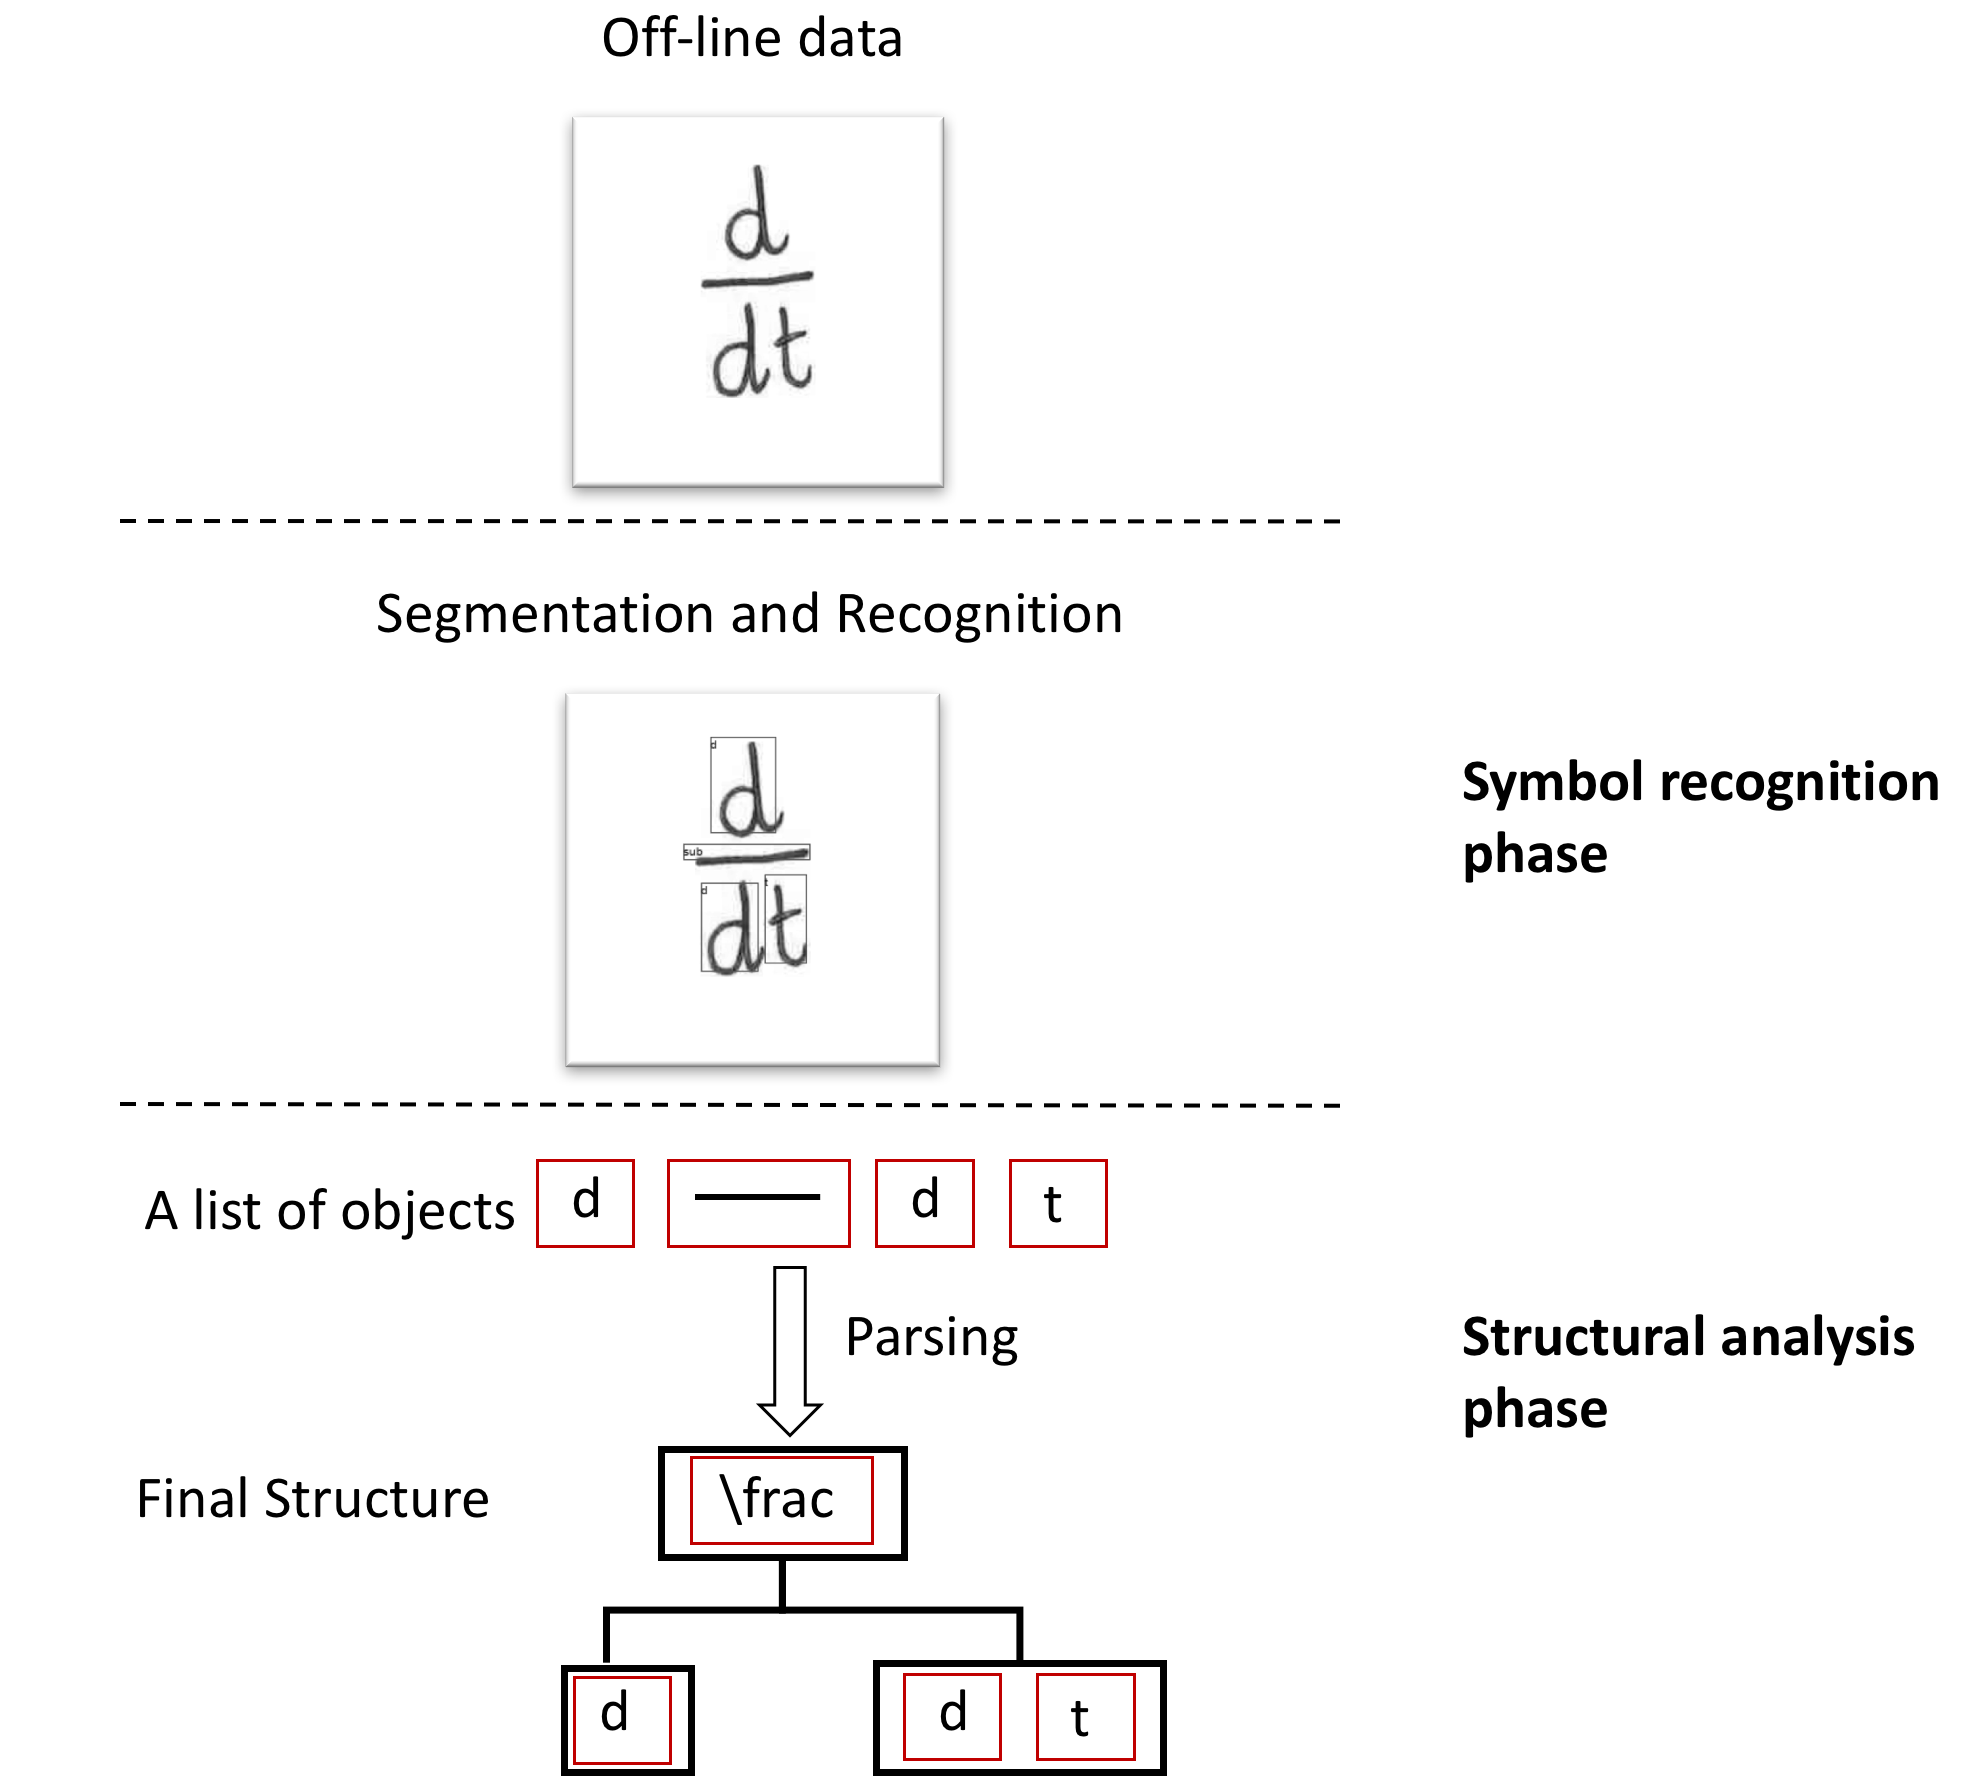 Off-line data
d
dt
Segmentation and Recognition
d
d
sub
d t
dt
Symbol recognition
phase
A list of objects d — d t
Parsing
Structural analysis
phase
Final Structure \frac
d d t